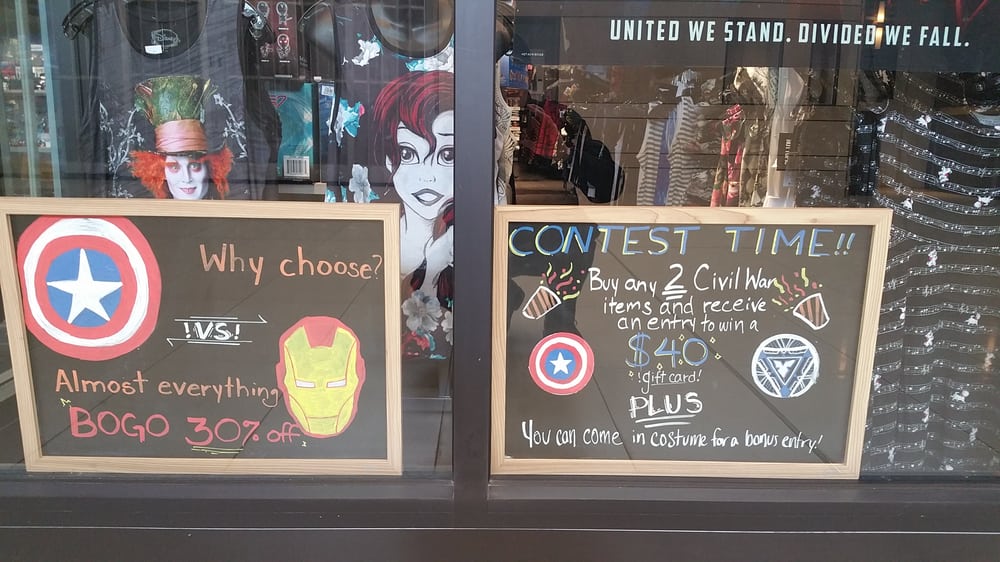 Disney
UNITED WE STAND. DIVIDED WE FALL.
Why choose?
!VS!
Almost everything
BOGO 30% off
CONTEST TIME!!
Buy any 2 Civil War
items and receive
an entry to win a
$40
!gift card!
PLUS
You can come in costume for a bonus entry!